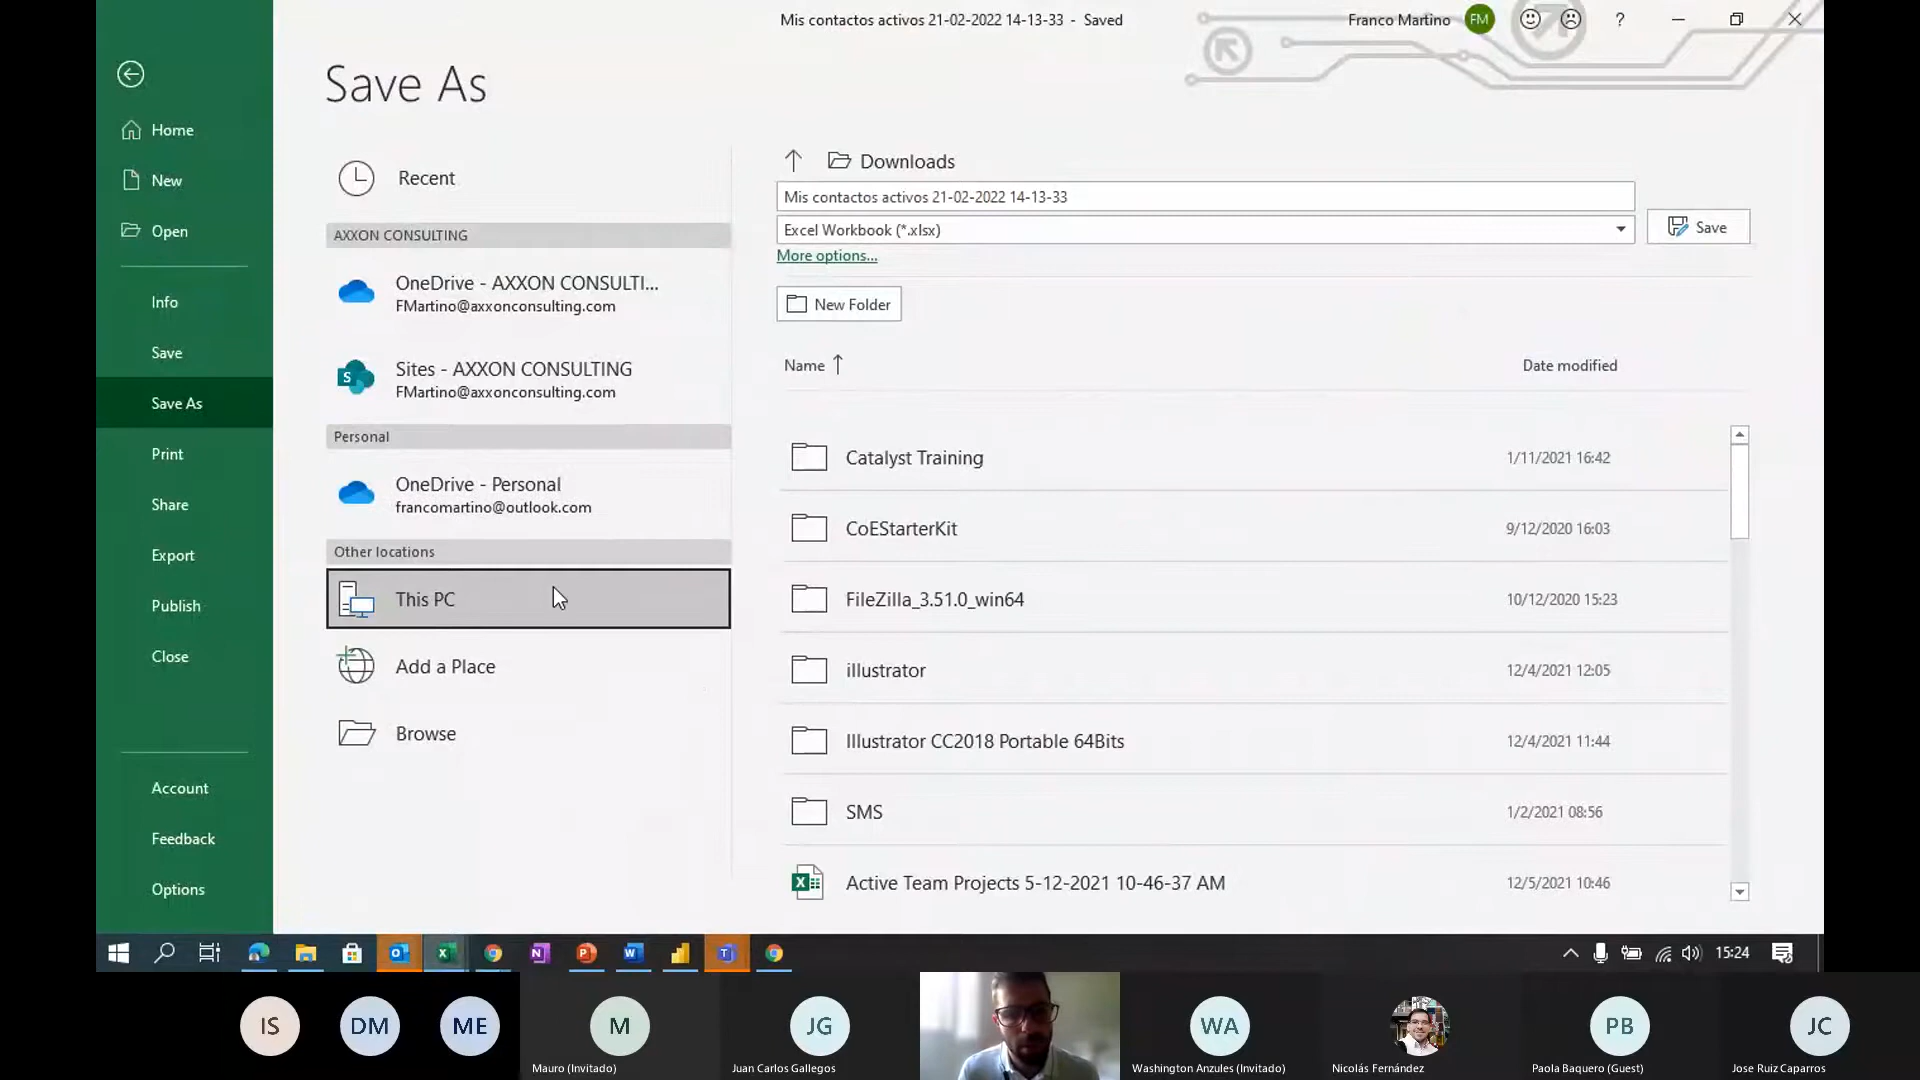 Mis contactos activos 21-02-2022 14-13-33 - Saved
Franco Martino
FM
?
Save As
Home
New
Open
Info
Save
Save As
Print
Share
Export
Publish
Close
Account
Feedback
Options
Recent
AXXON CONSULTING
OneDrive - AXXON CONSULTI...
FMartino@axxonconsulting.com
S
Sites - AXXON CONSULTING
FMartino@axxonconsulting.com
Personal
OneDrive - Personal
francomartino@outlook.com
Other locations
This PC
Add a Place
Browse
Downloads
Mis contactos activos 21-02-2022 14-13-33
Excel Workbook (*.xlsx)
Save
More options...
New Folder
Name
Date modified
Catalyst Training
1/11/2021 16:42
CoEStarterKit
9/12/2020 16:03
FileZilla_3.51.0_win64
10/12/2020 15:23
illustrator
12/4/2021 12:05
Illustrator CC2018 Portable 64Bits
12/4/2021 11:44
SMS
1/2/2021 08:56
Active Team Projects 5-12-2021 10-46-37 AM
12/5/2021 10:46
15:24
IS
DM
ME
M
JG
WA
PB
JC
Mauro (Invitado)
Juan Carlos Gallegos
Washington Anzules (Invitado)
Nicolás Fernández
Paola Baquero (Guest)
Jose Ruiz Caparros